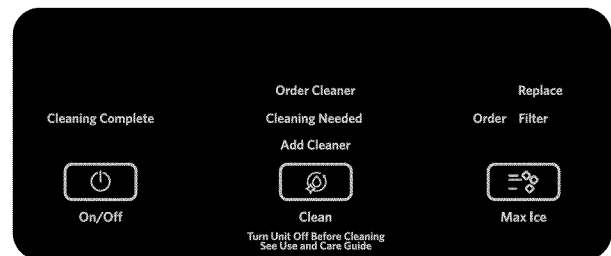 Order Cleaner
Replace
Cleaning Complete
Cleaning Needed
Order Filter
Add Cleaner
On/Off
Clean
Max Ice
Turn Unit Off Before Cleaning
See Use and Care Guide